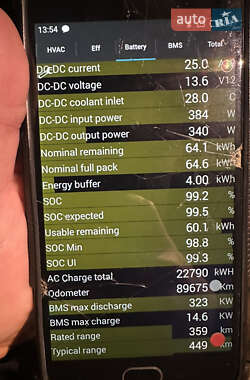 13:54
auto RIA
HVAC Eff Battery BMS Total
DC-DC current 25.0
DC-DC voltage 13.6 V12
DC-DC coolant inlet 28.0 C
DC-DC input power 384 W
DC-DC output power 340 W
Nominal remaining 64.1 kWh
Nominal full pack 64.6 kWh
Energy buffer 4.00 kWh
SOC 99.2 %
SOC expected 99.5 %
Usable remaining 60.1 kWh
SOC Min 98.8 %
SOC UI 99.3 %
AC Charge total 22790 kWH
Odometer 89675 Km
BMS max discharge 323 KW
BMS max charge 14.6 KW
Rated range 359 km
Typical range 449 km